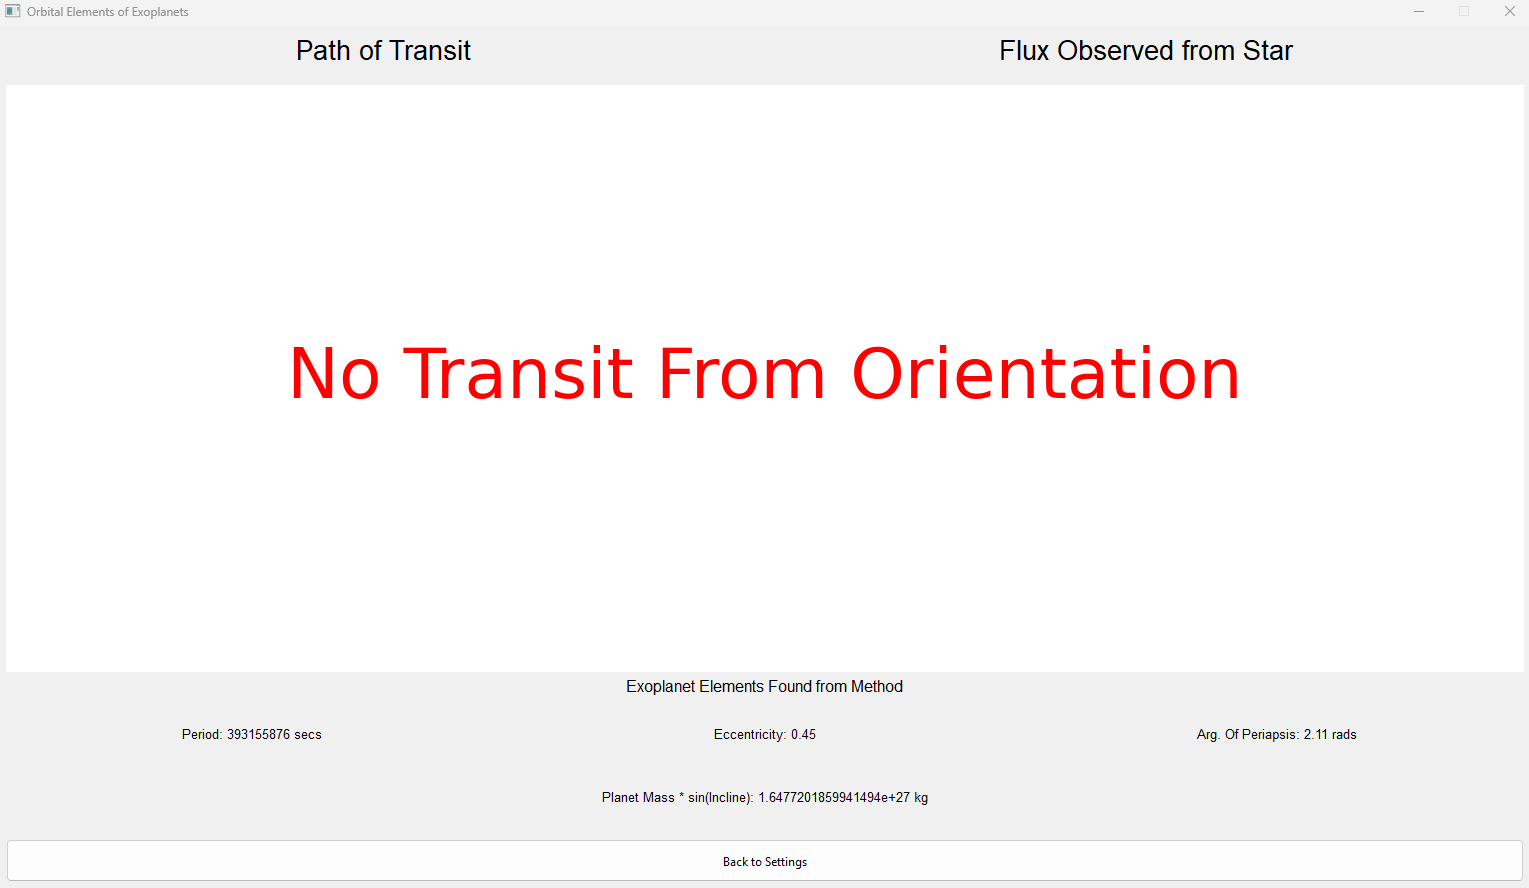 Orbital Elements of Exoplanets
Path of Transit
Flux Observed from Star
No Transit From Orientation
Exoplanet Elements Found from Method
Period: 393155876 secs
Eccentricity: 0.45
Arg. Of Periapsis: 2.11 rads
Planet Mass * sin(Incline): 1.6477201859941494e+27 kg
Back to Settings